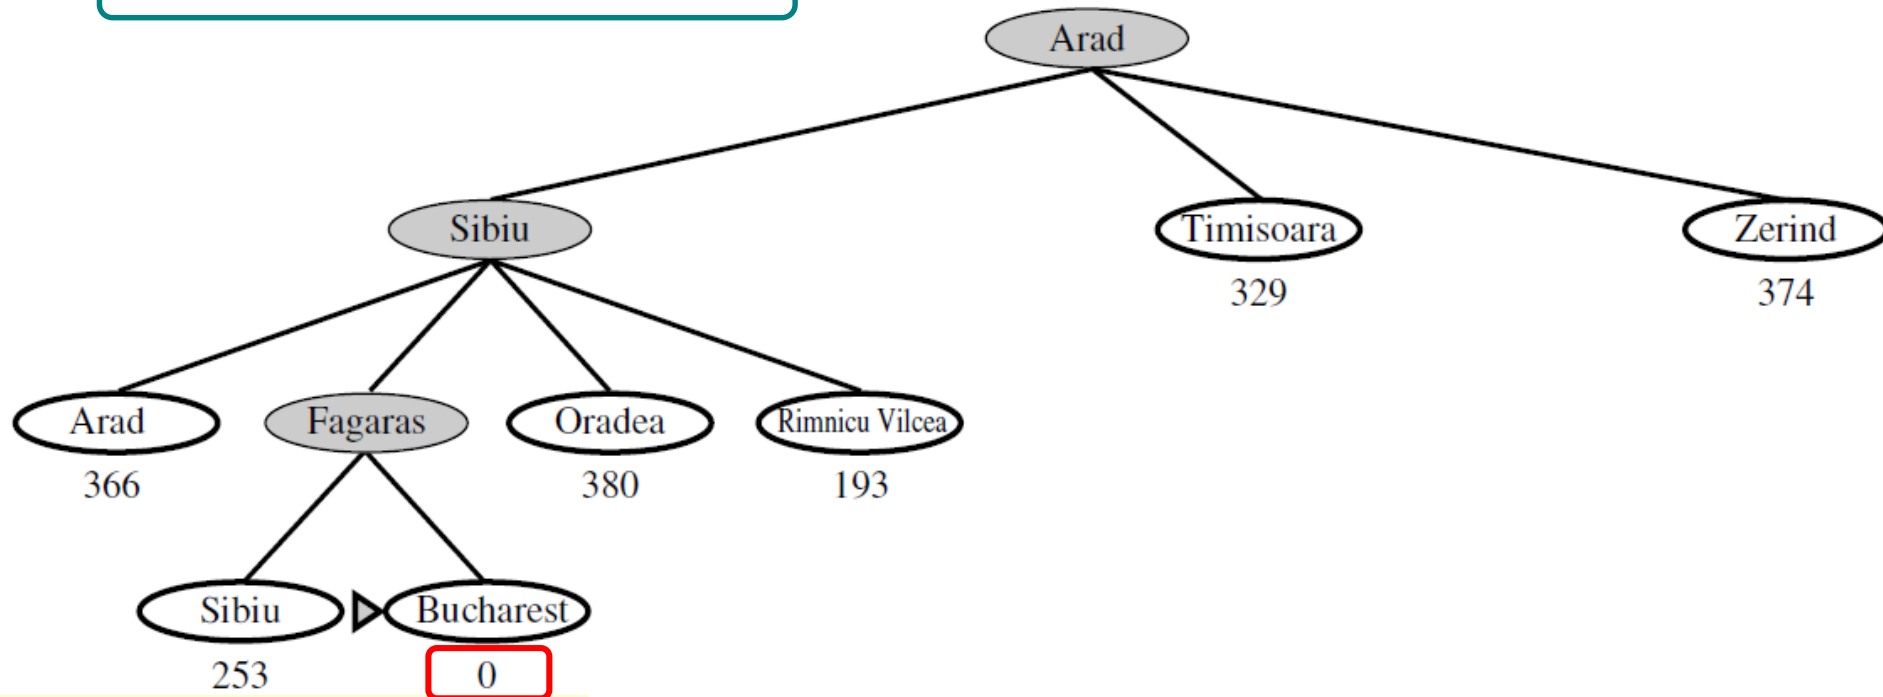 Arad
Sibiu Timisoara Zerind
329 374
Arad Fagaras Oradea Rimnicu Vilcea
366 380 193
Sibiu Bucharest
253 0